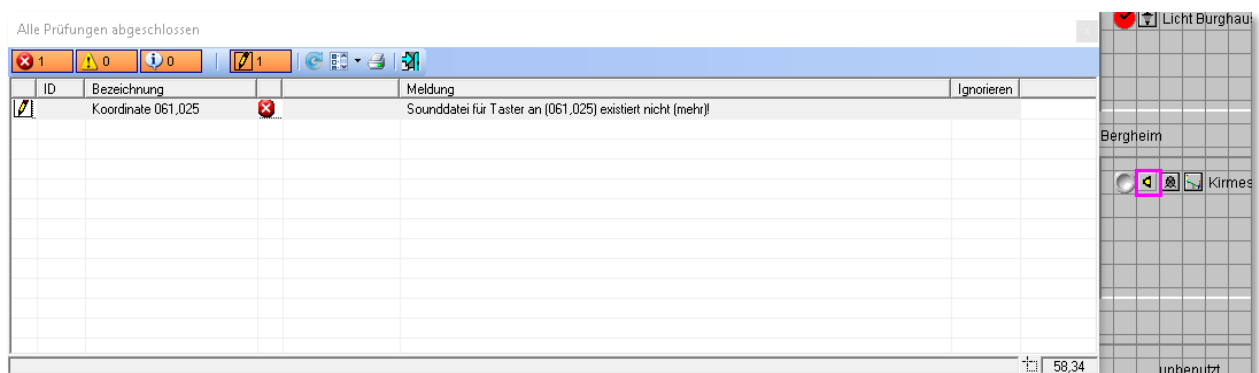 Alle Prüfungen abgeschlossen
1 0 0 1
ID Bezeichnung Meldung Ignorieren
Koordinate 061,025 Sounddatei für Taster an (061,025) existiert nicht (mehr)!
58,34
Licht Burghau
Bergheim
Kirmes
unbenutzt